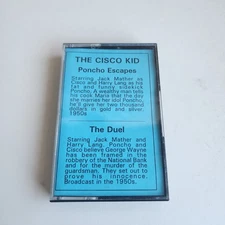 THE CISCO KID
Poncho Escapes
Starring Jack Mather as
Cisco and Harry Lang as his
fat and funny sidekick
Poncho. A wealthy man tells
his cook, Marie that the day
she marries her idol Poncho,
he'll give her two thousand
dollars in gold and silver.
1950s
The Duel
Starring Jack Mather and
Harry Lang. Poncho and
Cisco believe George Wayne
has been framed in the
robbery of the National Bank
and for the murder of the
guardsman. They set out to
prove his innocence.
Broadcast in the 1950s.